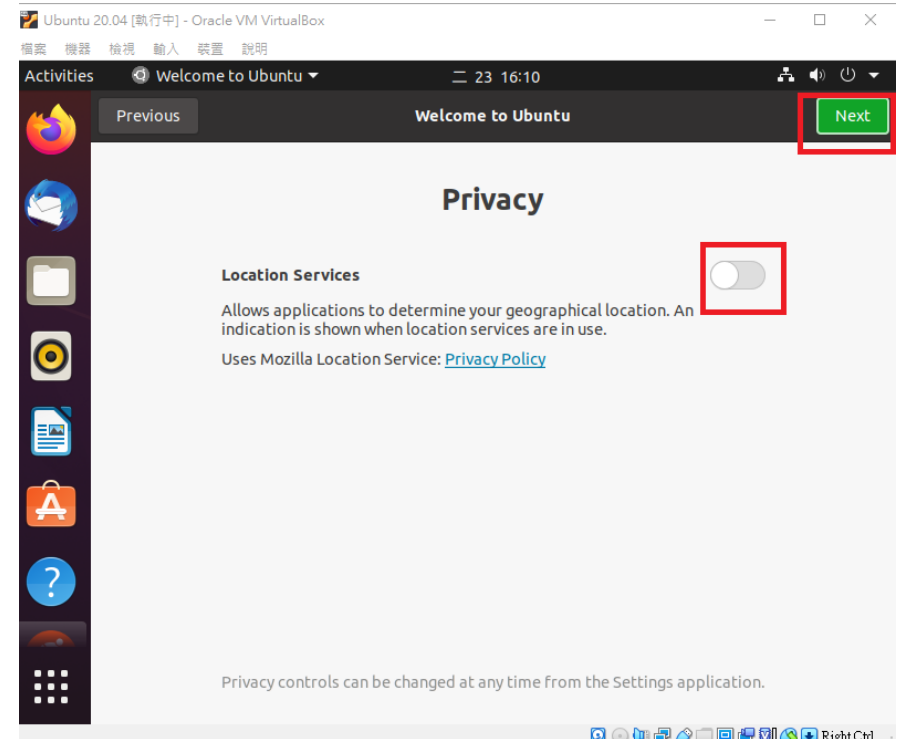 Ubuntu 20.04 [執行中] - Oracle VM VirtualBox
檔案 機器 檢視 輸入 裝置 說明
Activities Welcome to Ubuntu 二 23 16:10
Previous Welcome to Ubuntu Next
Privacy
Location Services
Allows applications to determine your geographical location. An
indication is shown when location services are in use.
Uses Mozilla Location Service: Privacy Policy
Privacy controls can be changed at any time from the Settings application.
Right Ctrl